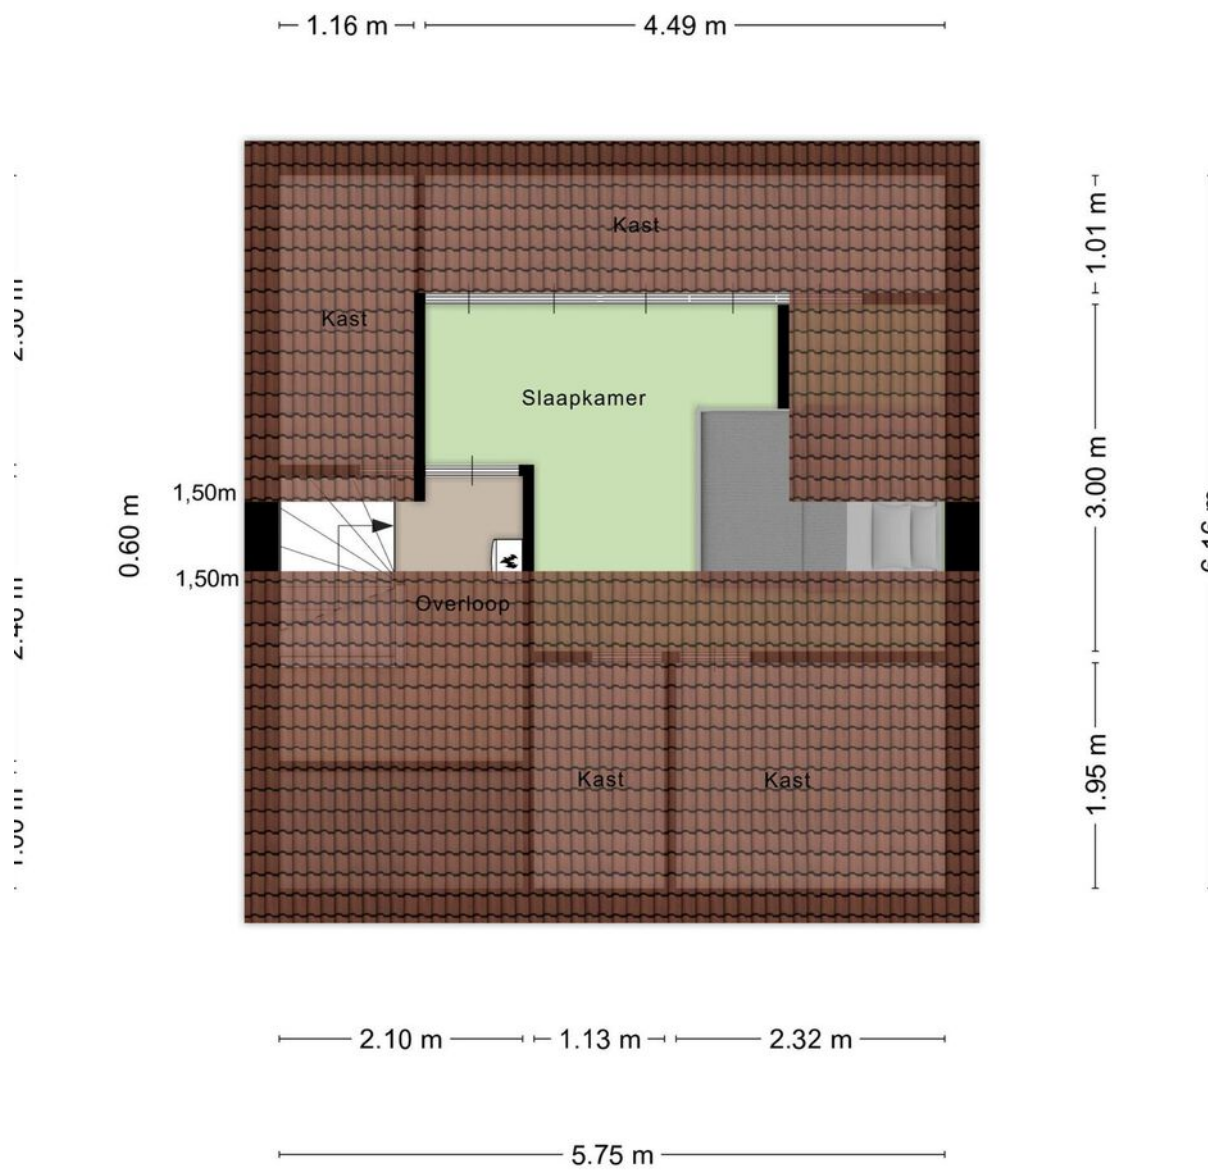 1.16 m
4.49 m
Kast
1.01 m
Kast
Slaapkamer
3.00 m
1,50m
0.60 m
1,50m
Overloop
Kast
Kast
1.95 m
2.10 m
1.13 m
2.32 m
5.75 m